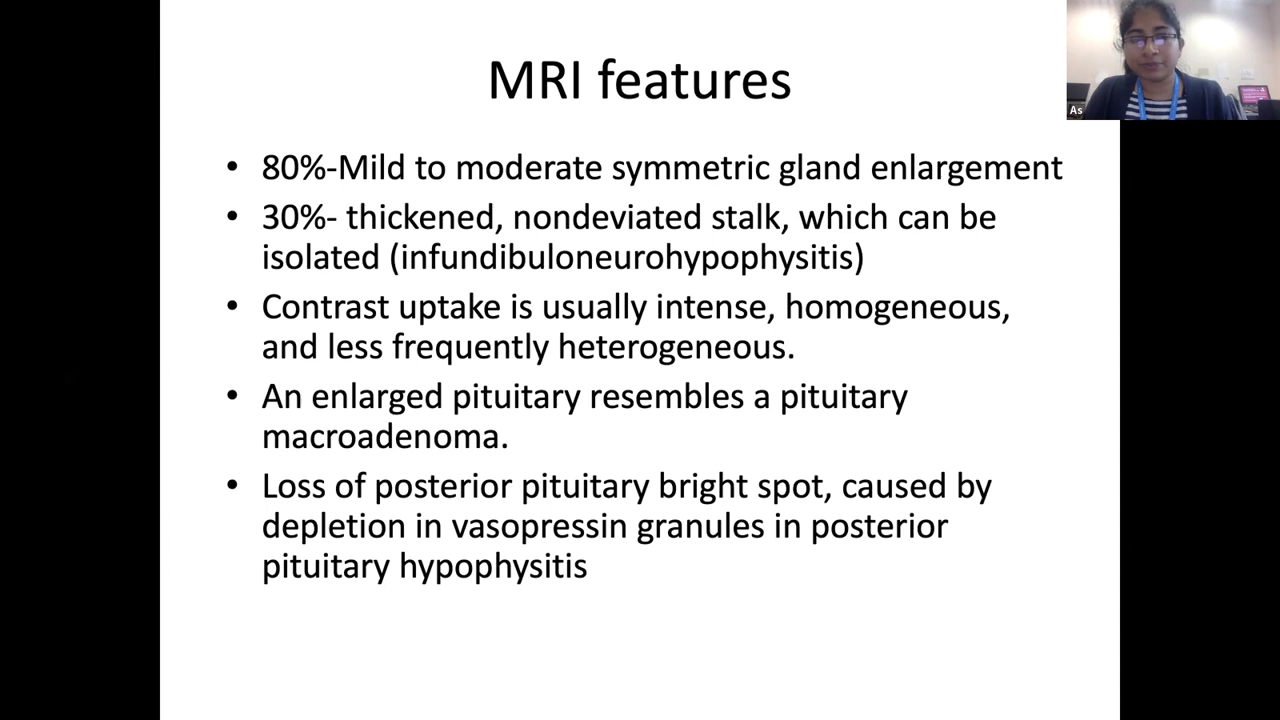 MRI features
As
• 80%-Mild to moderate symmetric gland enlargement
• 30%- thickened, nondeviated stalk, which can be
isolated (infundibuloneurohypophysitis)
• Contrast uptake is usually intense, homogeneous,
and less frequently heterogeneous.
• An enlarged pituitary resembles a pituitary
macroadenoma.
• Loss of posterior pituitary bright spot, caused by
depletion in vasopressin granules in posterior
pituitary hypophysitis